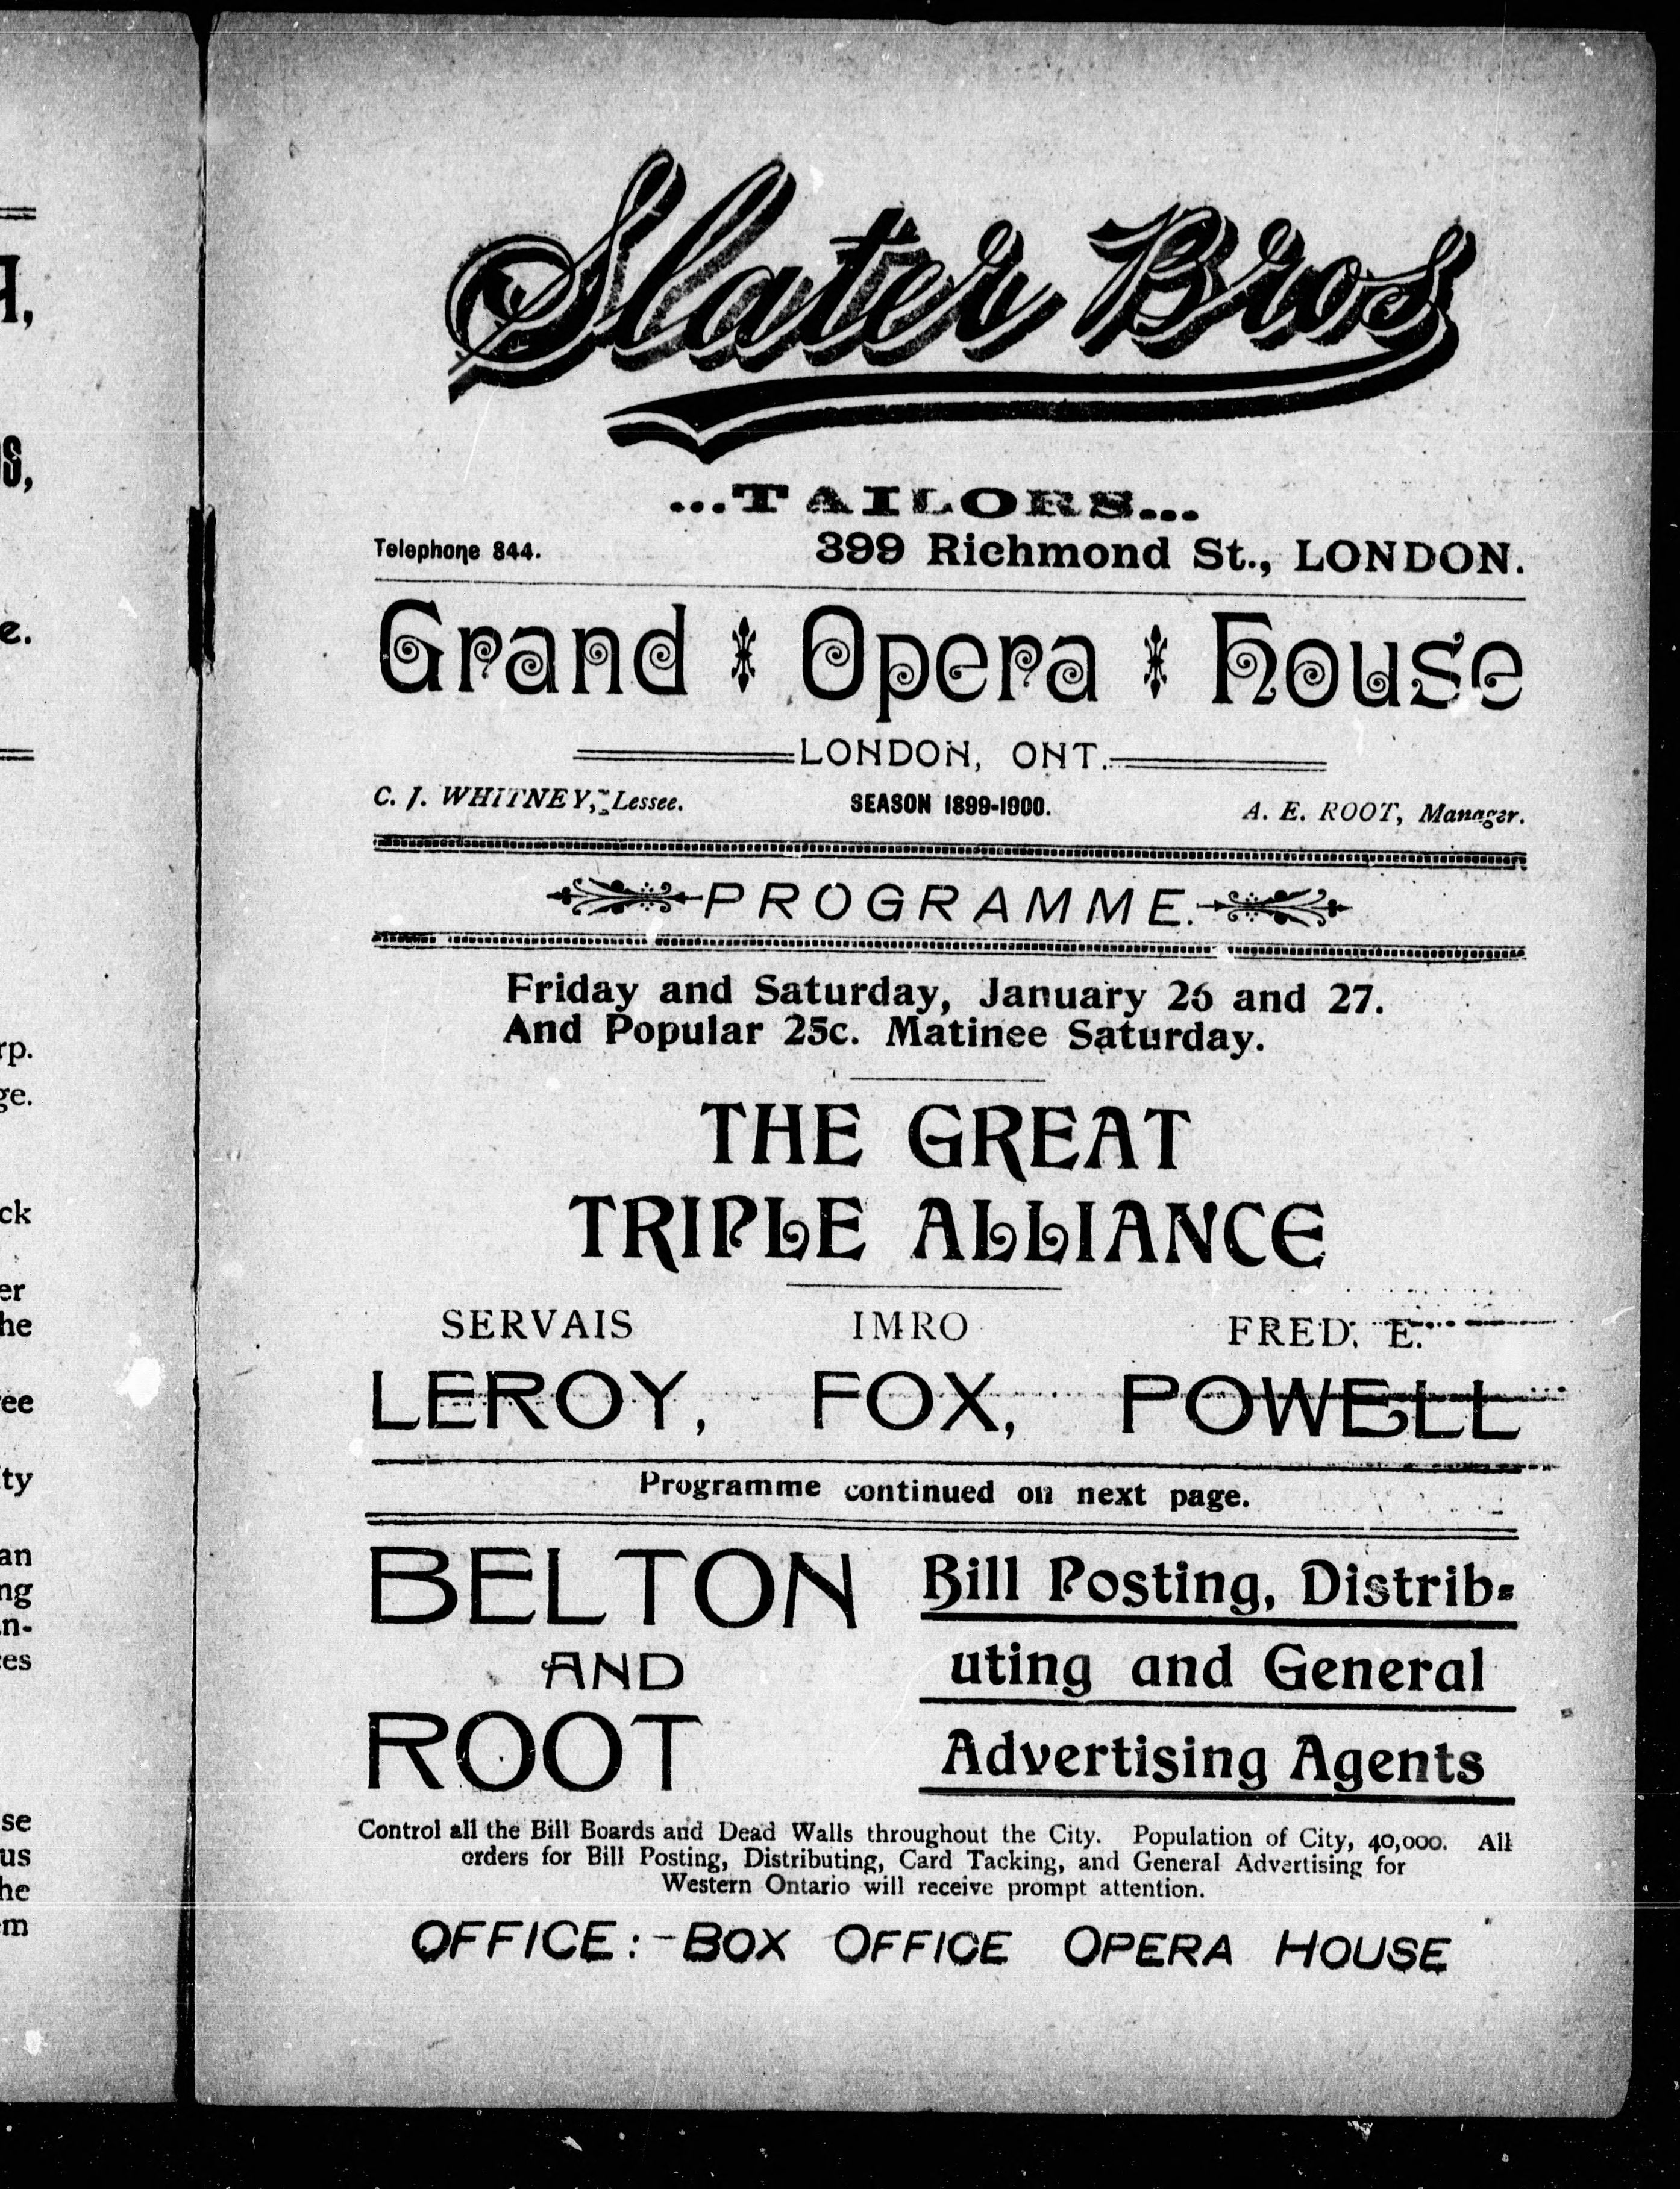 Slater Bros
...TAILORS...
Telephone 844. 399 Richmond St., LONDON.
Grand Opera House
LONDON, ONT.
C. J. WHITNEY, Lessee. SEASON 1899-1900. A. E. ROOT, Manager.
PROGRAMME.
Friday and Saturday, January 26 and 27.
And Popular 25c. Matinee Saturday.
THE GREAT
TRIPLE ALLIANCE
SERVAIS IMRO FRED. E.
LEROY, FOX, POWELL
Programme continued on next page.
BELTON
AND
ROOT
Bill Posting, Distrib-
uting and General
Advertising Agents
Control all the Bill Boards and Dead Walls throughout the City. Population of City, 40,000. All
orders for Bill Posting, Distributing, Card Tacking, and General Advertising for
Western Ontario will receive prompt attention.
OFFICE:-BOX OFFICE OPERA HOUSE